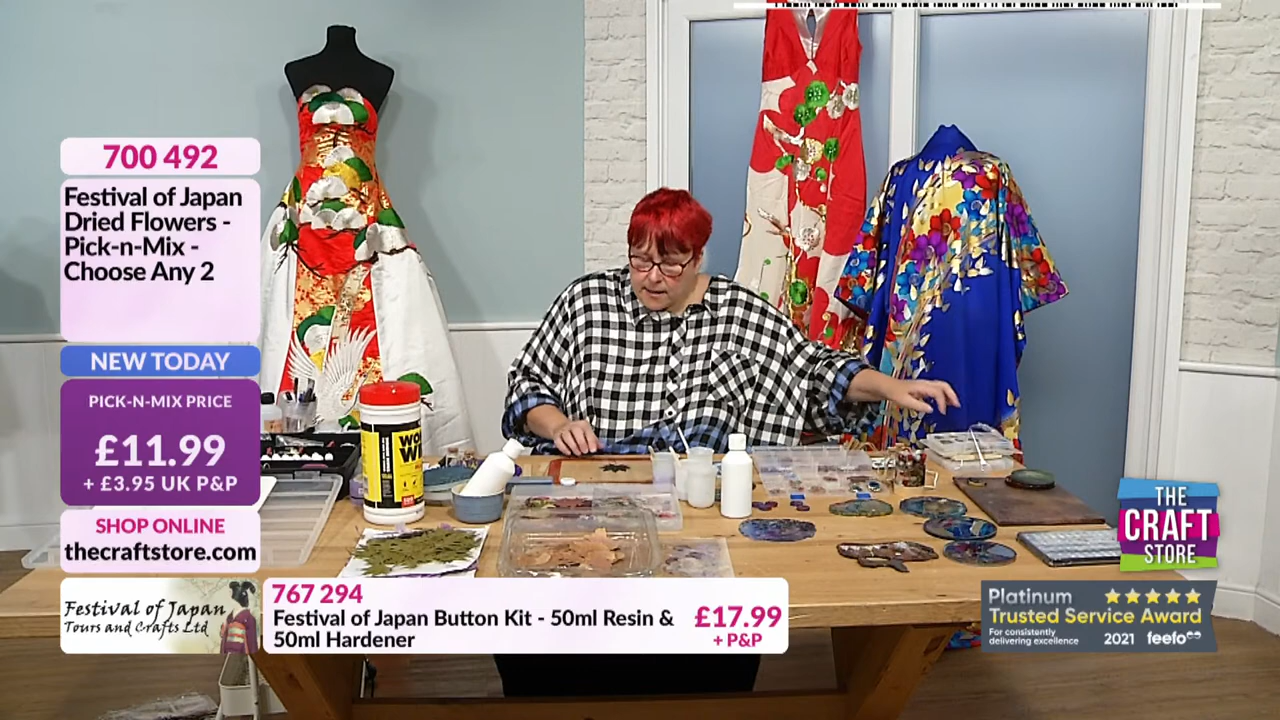 700 492
Festival of Japan
Dried Flowers -
Pick-n-Mix -
Choose Any 2
NEW TODAY
PICK-N-MIX PRICE
£11.99
+ £3.95 UK P&P
SHOP ONLINE
thecraftstore.com
Festival of Japan
Tours and Crafts Ltd
767 294
Festival of Japan Button Kit - 50ml Resin &
50ml Hardener
£17.99
+ P&P
THE
CRAFT
STORE
Platinum
Trusted Service Award
For consistently
delivering excellence
2021 feefo